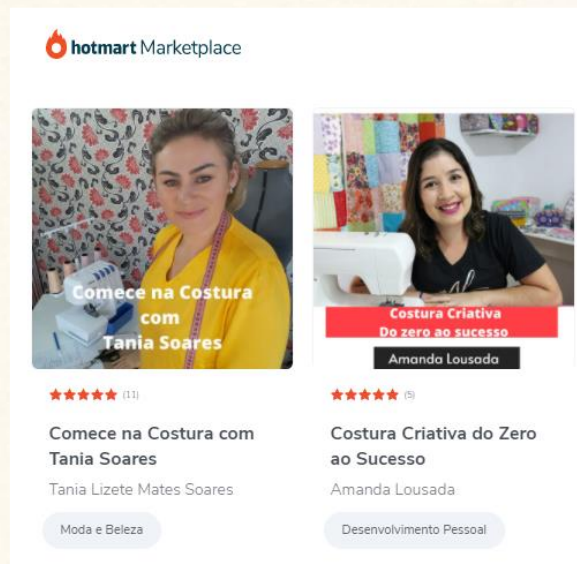 hotmart Marketplace
Comece na Costura
com
Tania Soares
(11)
Comece na Costura com
Tania Soares
Tania Lizete Mates Soares
Moda e Beleza
Costura Criativa
Do zero ao sucesso
Amanda Lousada
(5)
Costura Criativa do Zero
ao Sucesso
Amanda Lousada
Desenvolvimento Pessoal